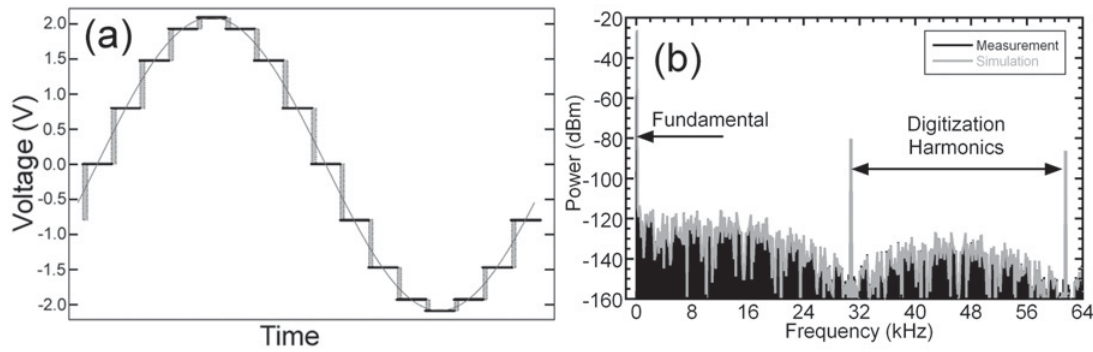 (a)
Voltage (V)
2.0
1.5
1.0
0.5
0.0
-0.5
-1.0
-1.5
-2.0
Time
(b)
Power (dBm)
-20
-40
-60
-80
-100
-120
-140
-160
Measurement
Simulation
Fundamental
Digitization
Harmonics
0 8 16 24 32 40 48 56 64
Frequency (kHz)